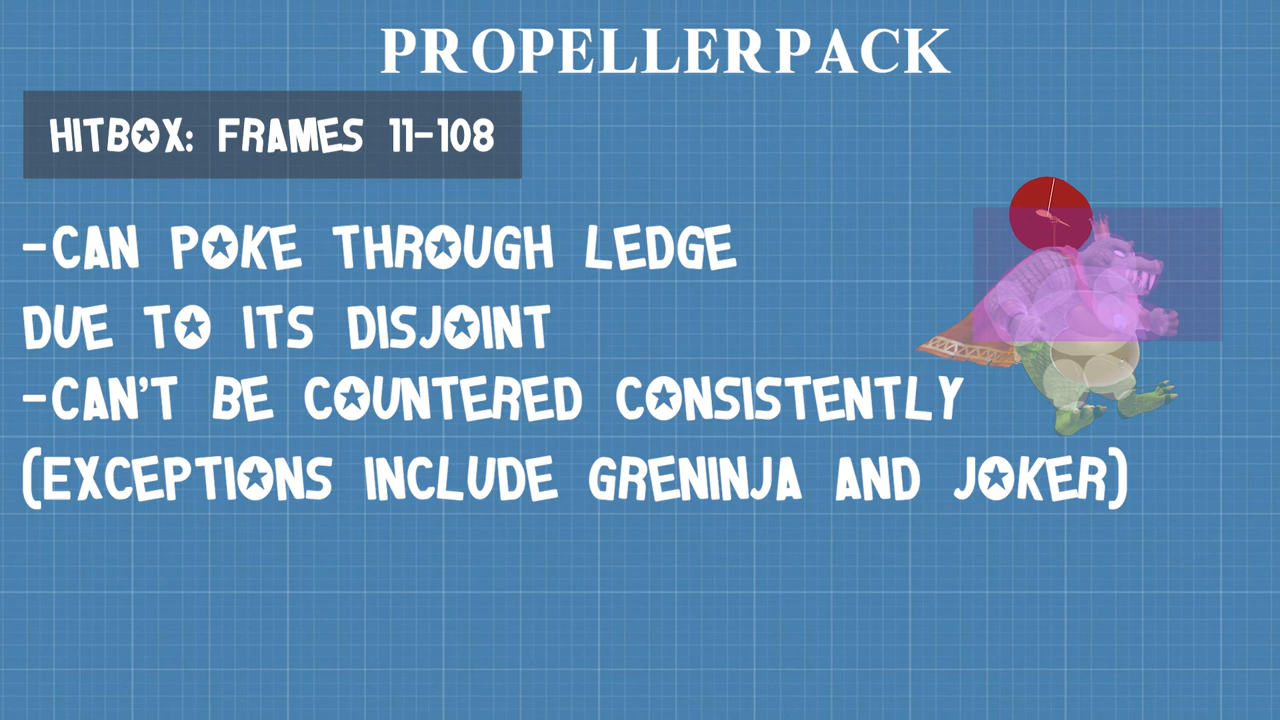 PROPELLERPACK
HITBOX: FRAMES 11-108
-CAN POKE THROUGH LEDGE
DUE TO ITS DISJOINT
-CAN'T BE COUNTERED CONSISTENTLY
(EXCEPTIONS INCLUDE GRENINJA AND JOKER)